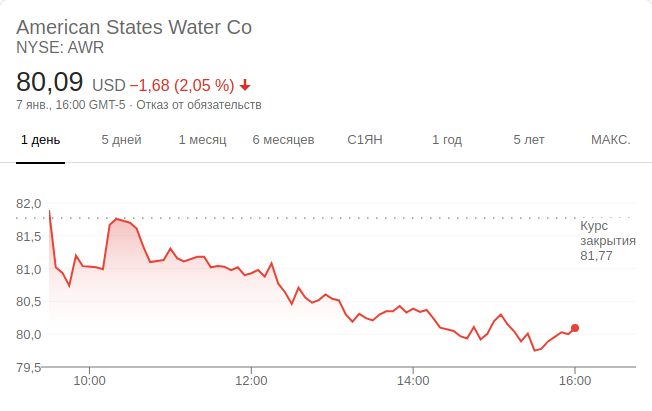 American States Water Co
NYSE: AWR
80,09 USD −1,68 (2,05 %)
7 янв., 16:00 GMT-5 · Отказ от обязательств
1 день 5 дней 1 месяц 6 месяцев С1ЯН 1 год 5 лет МАКС.
82,0
81,5
81,0
80,5
80,0
79,5
Курс
закрытия
81,77
10:00 12:00 14:00 16:00